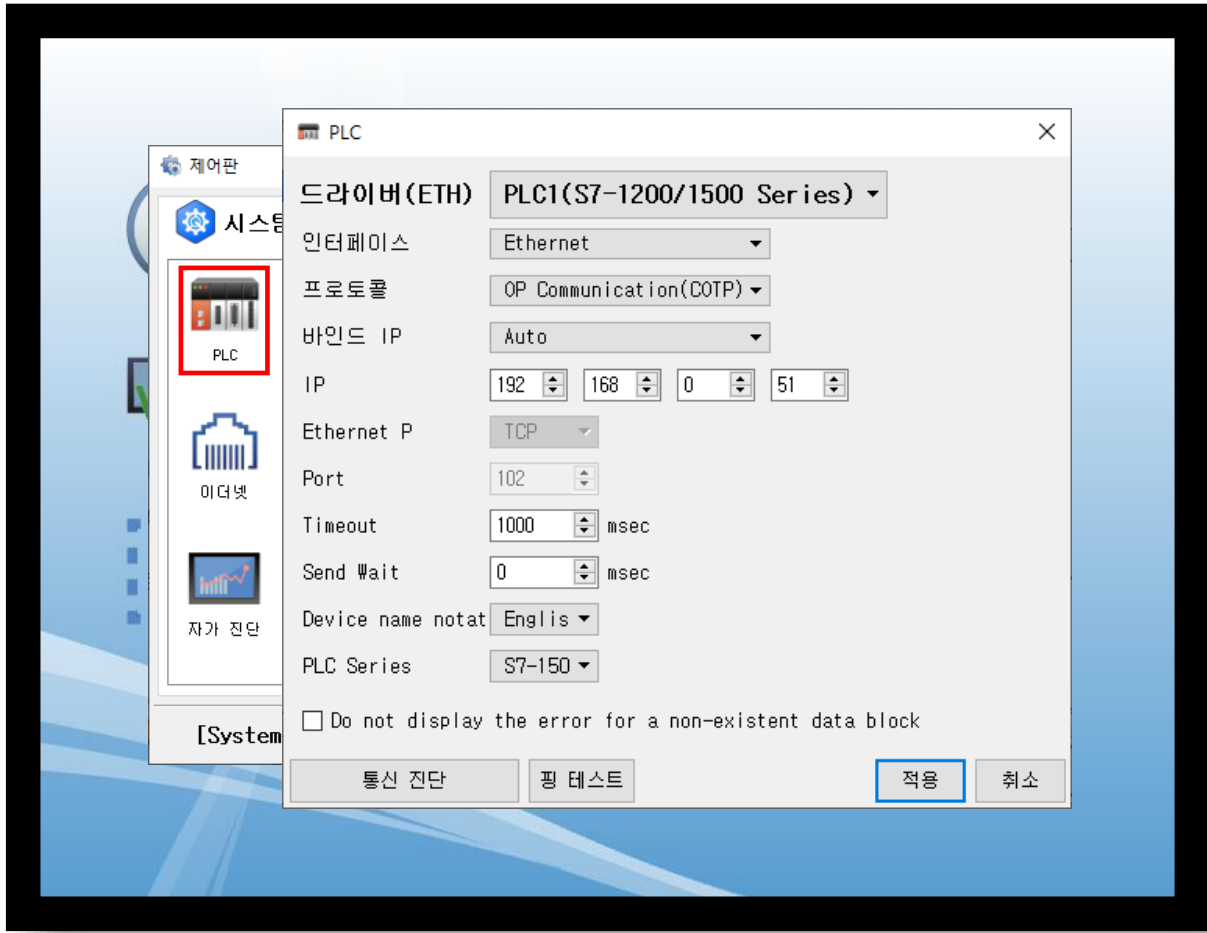 PLC
제어판
드라이버(ETH) PLC1(S7-1200/1500 Series)
시스템
인터페이스 Ethernet
프로토콜 OP Communication(COTP)
바인드 IP Auto
PLC
IP 192 168 0 51
Ethernet P TCP
Port 102
이더넷
Timeout 1000 msec
Send Wait 0 msec
Device name notat Englis
자가 진단
PLC Series S7-150
Do not display the error for a non-existent data block
[System
통신 진단 핑 테스트 적용 취소